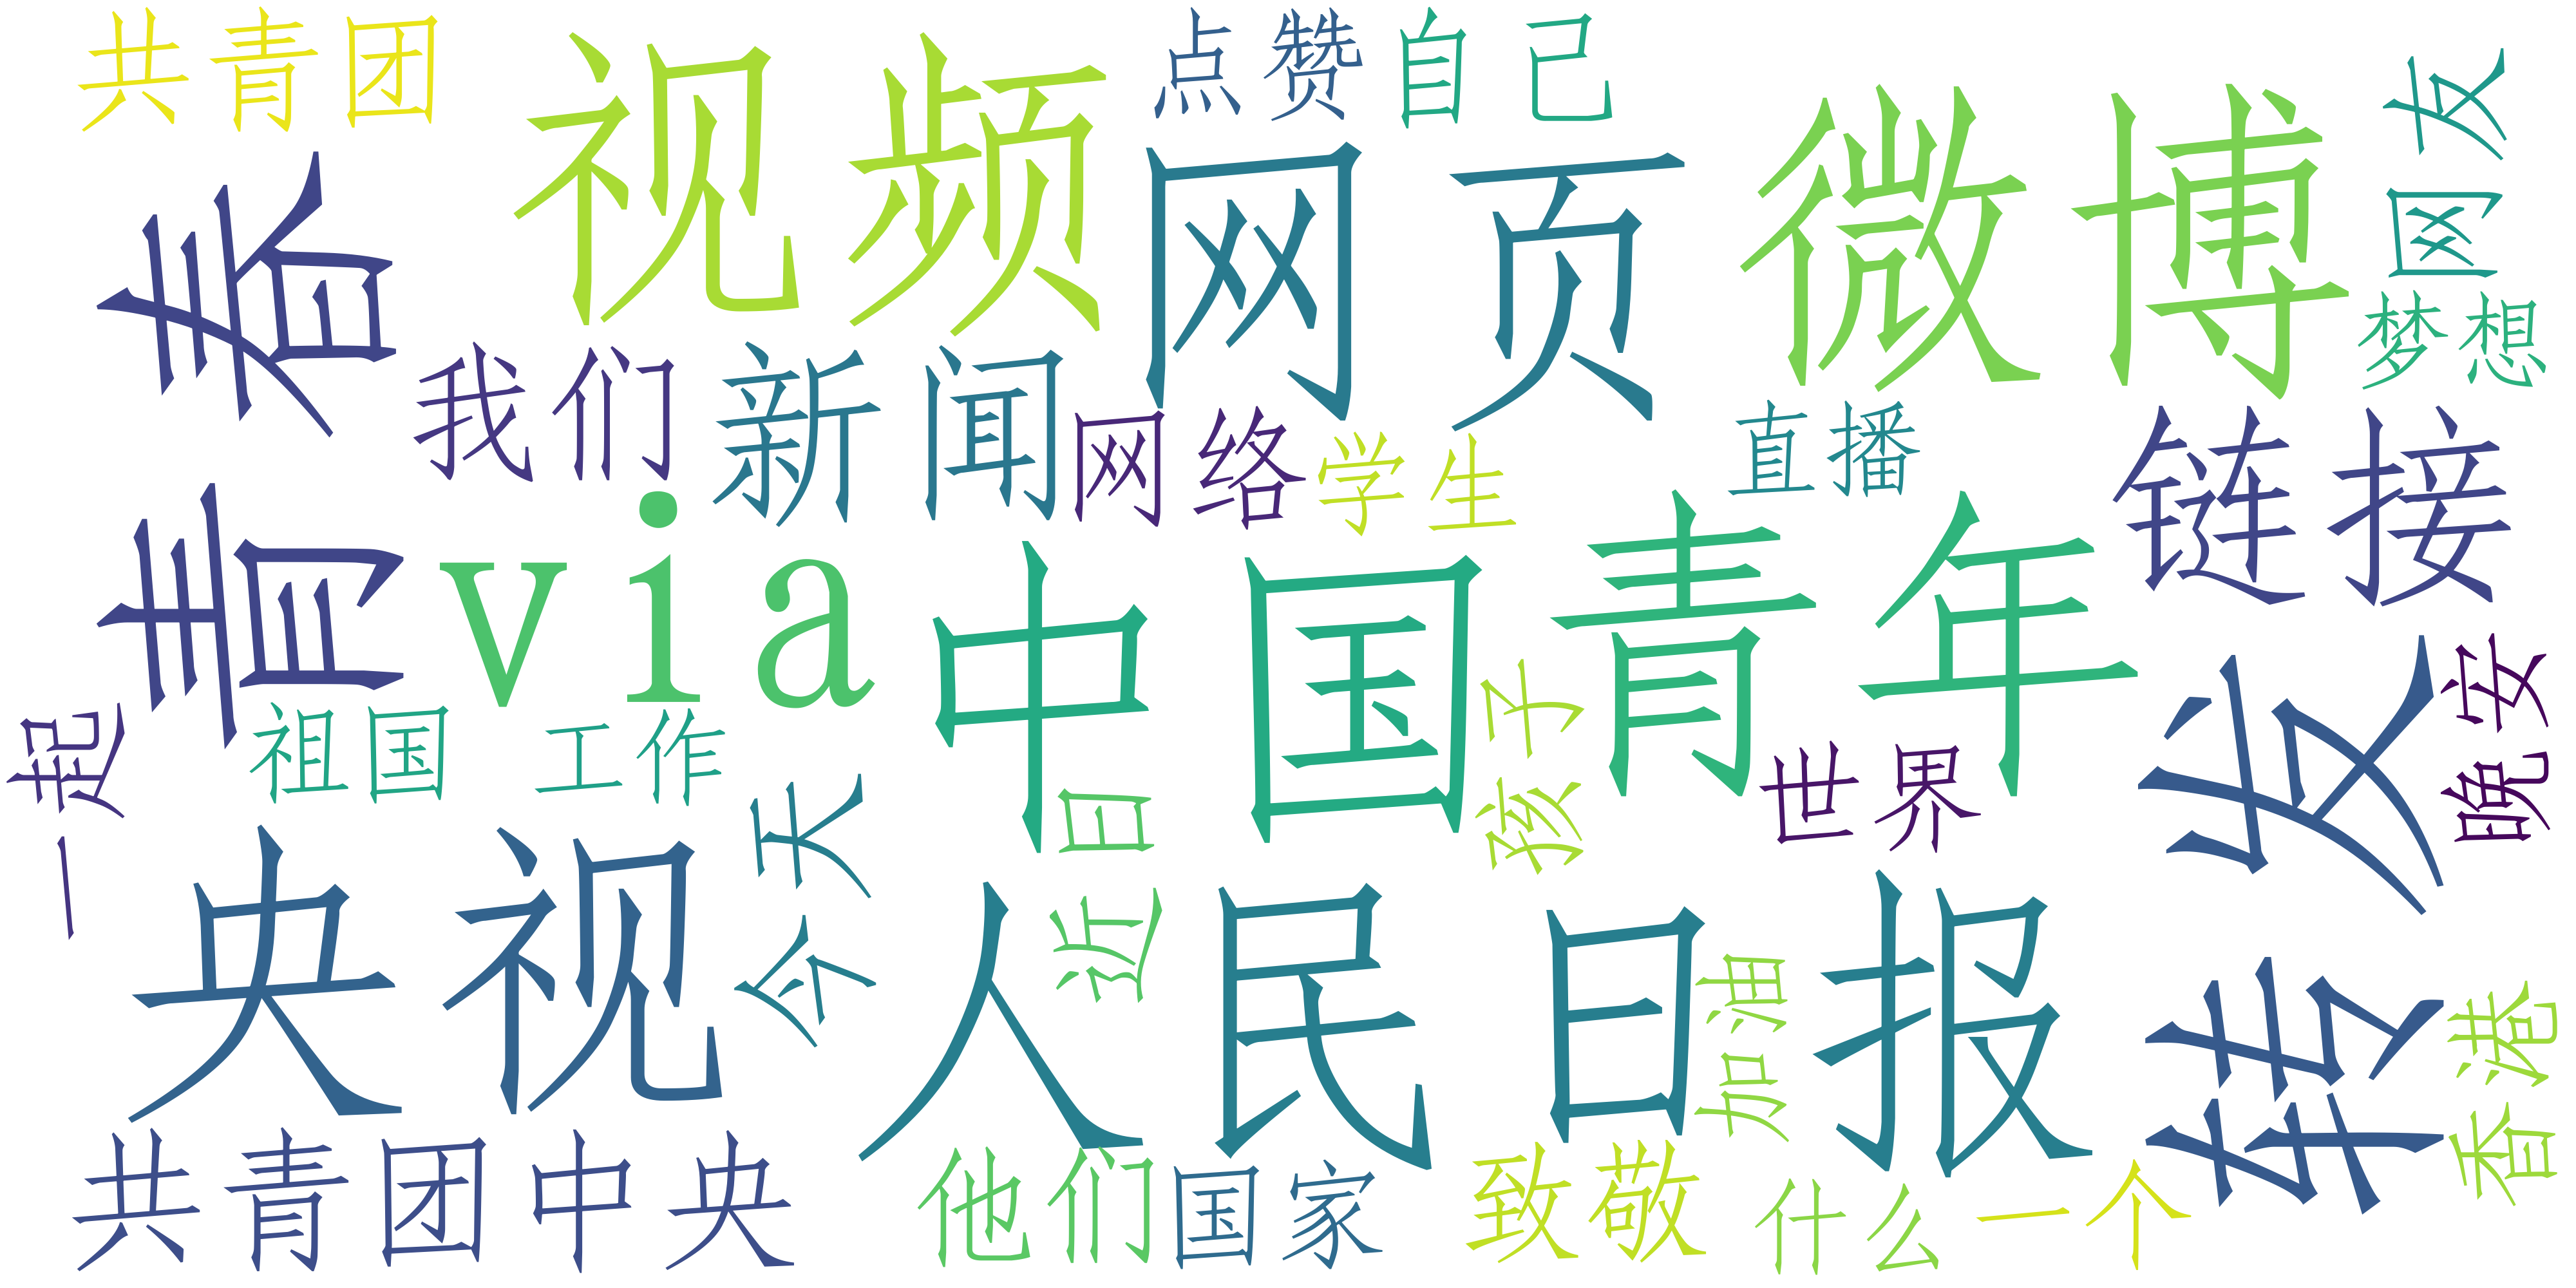 共青团
视频
点赞
自己
微博
网友
青春
网页
梦想
我们
新闻
网络
学生
直播
链接
via
中国
青年
孩子
转发
晚安
一起
祖国
工作
今天
近日
世界
央视
人民日报
加油
香港
共青团中央
他们
国家
致敬
什么
一个